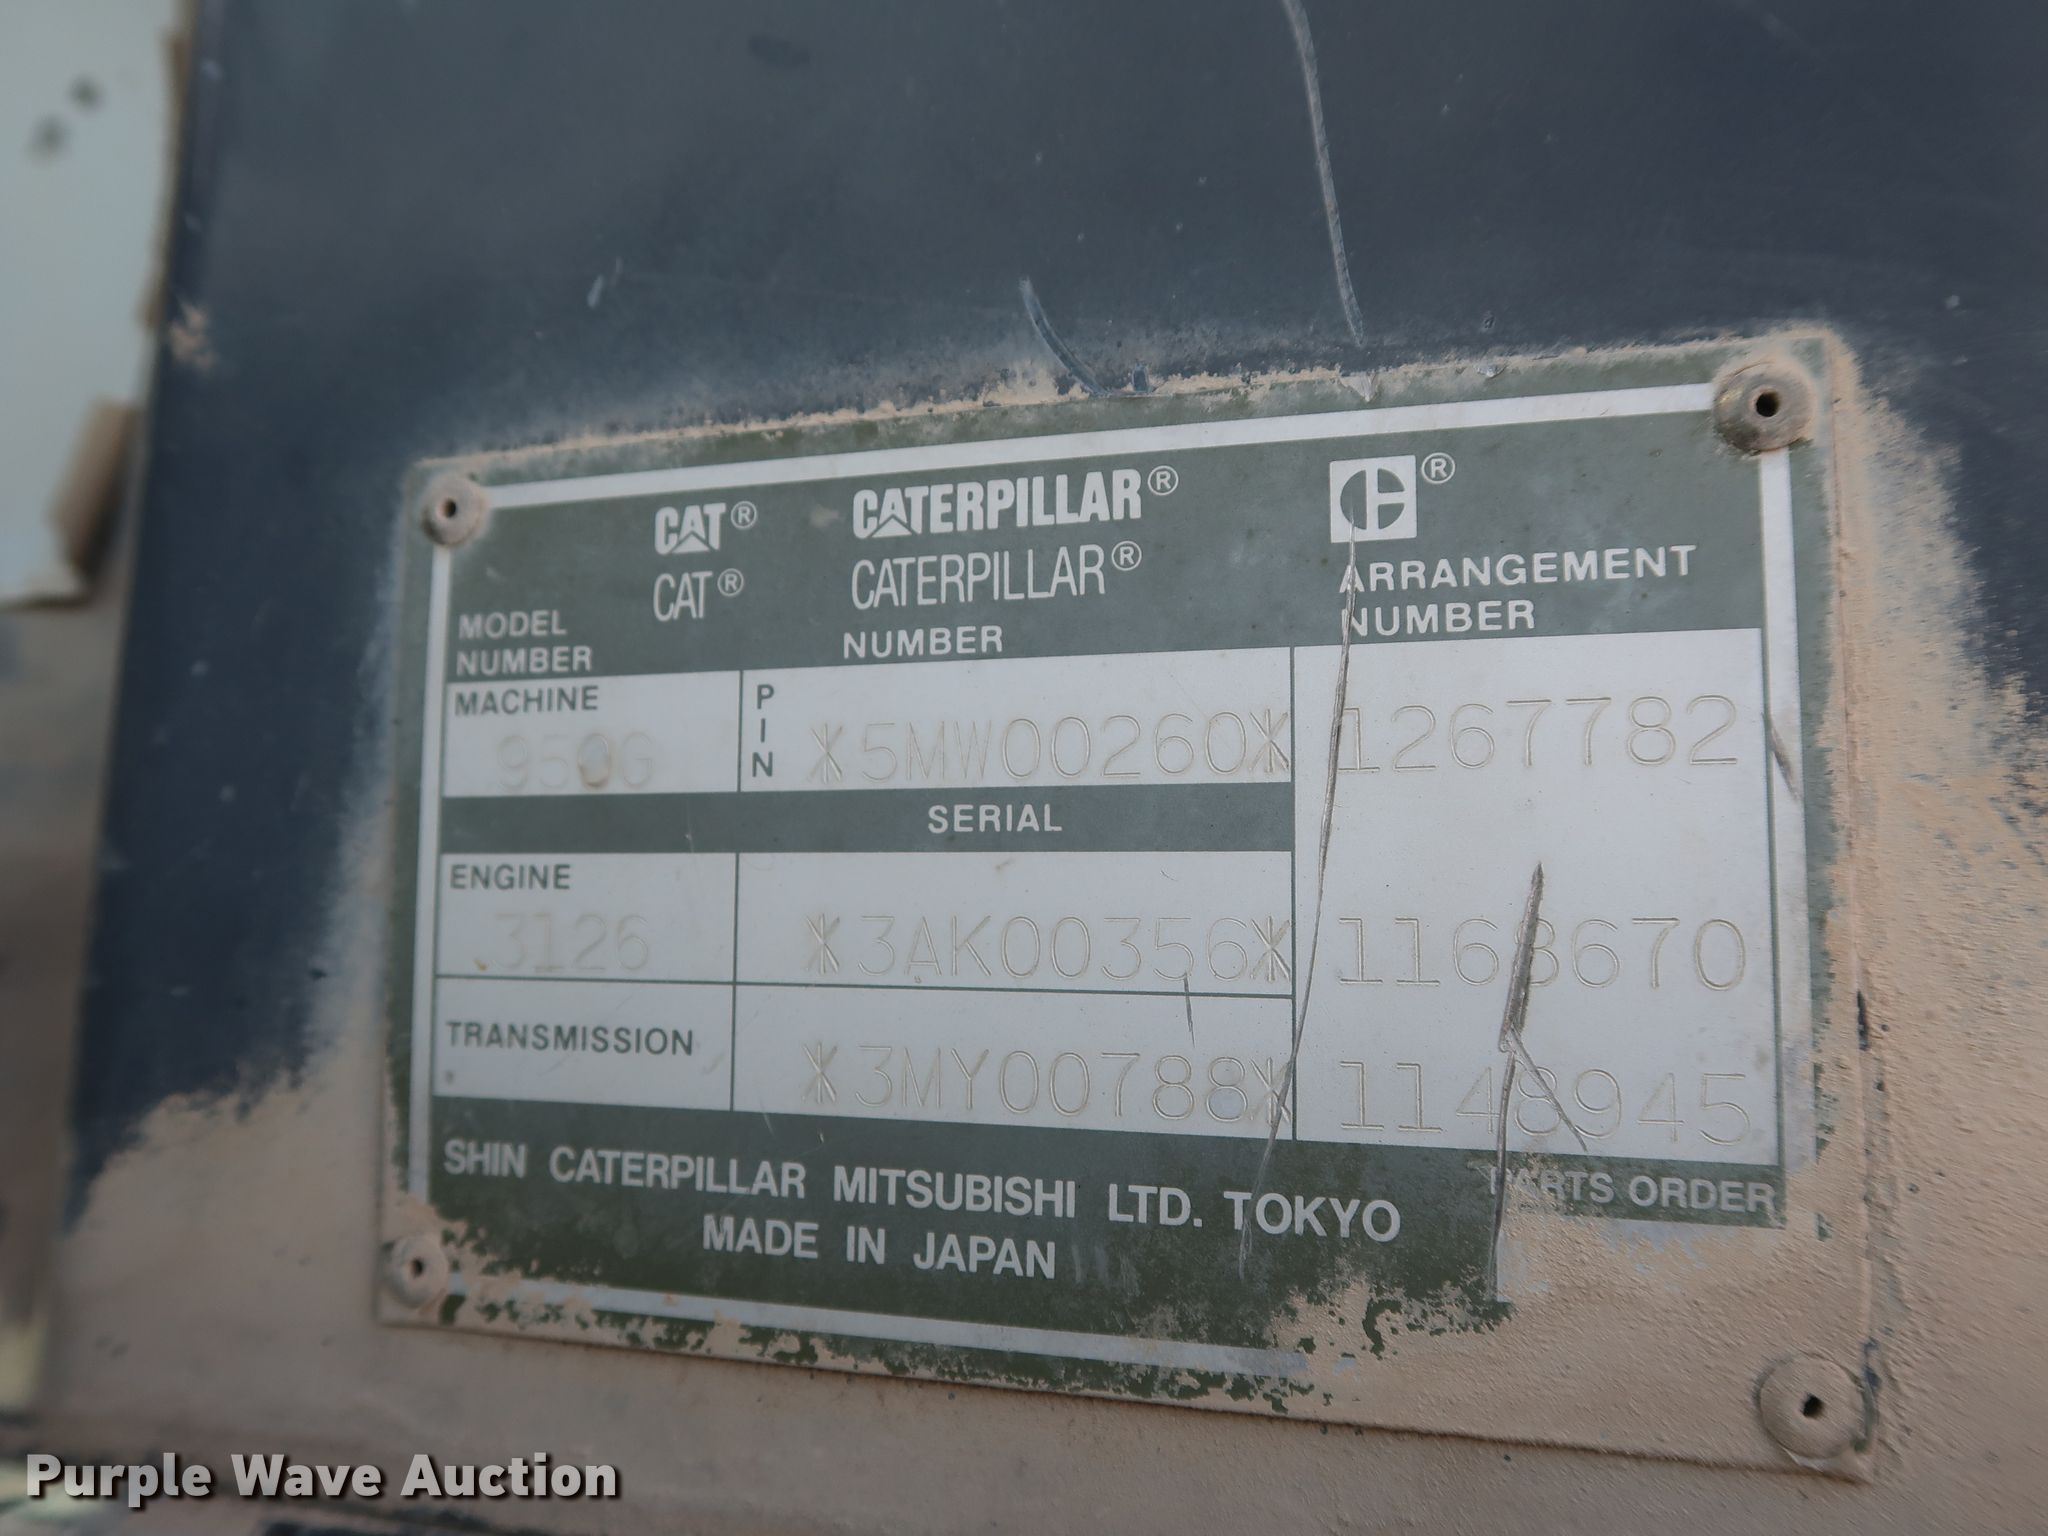 CAT® CATERPILLAR® ®
CAT® CATERPILLAR®
MODEL NUMBER
NUMBER
ARRANGEMENT NUMBER
MACHINE
950G
PIN
*5MW00260*
1267782
SERIAL
ENGINE
3126
*3AK00356*
1168670
TRANSMISSION
*3MY00788*
1148945
SHIN CATERPILLAR MITSUBISHI LTD. TOKYO
MADE IN JAPAN
PARTS ORDER
Purple Wave Auction